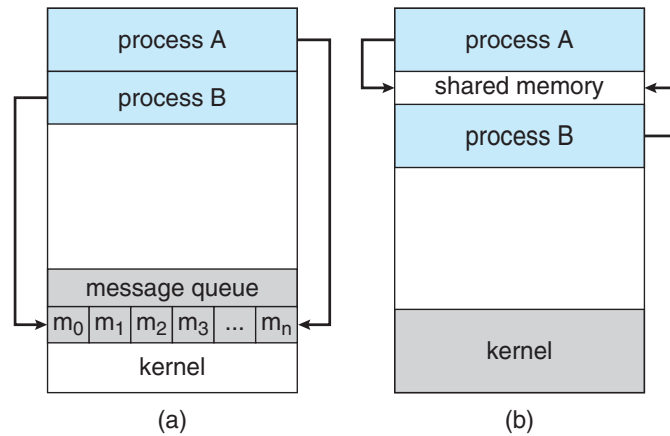 process A
process B
message queue
m0 m1 m2 m3 ... mn
kernel
(a)
process A
shared memory
process B
kernel
(b)